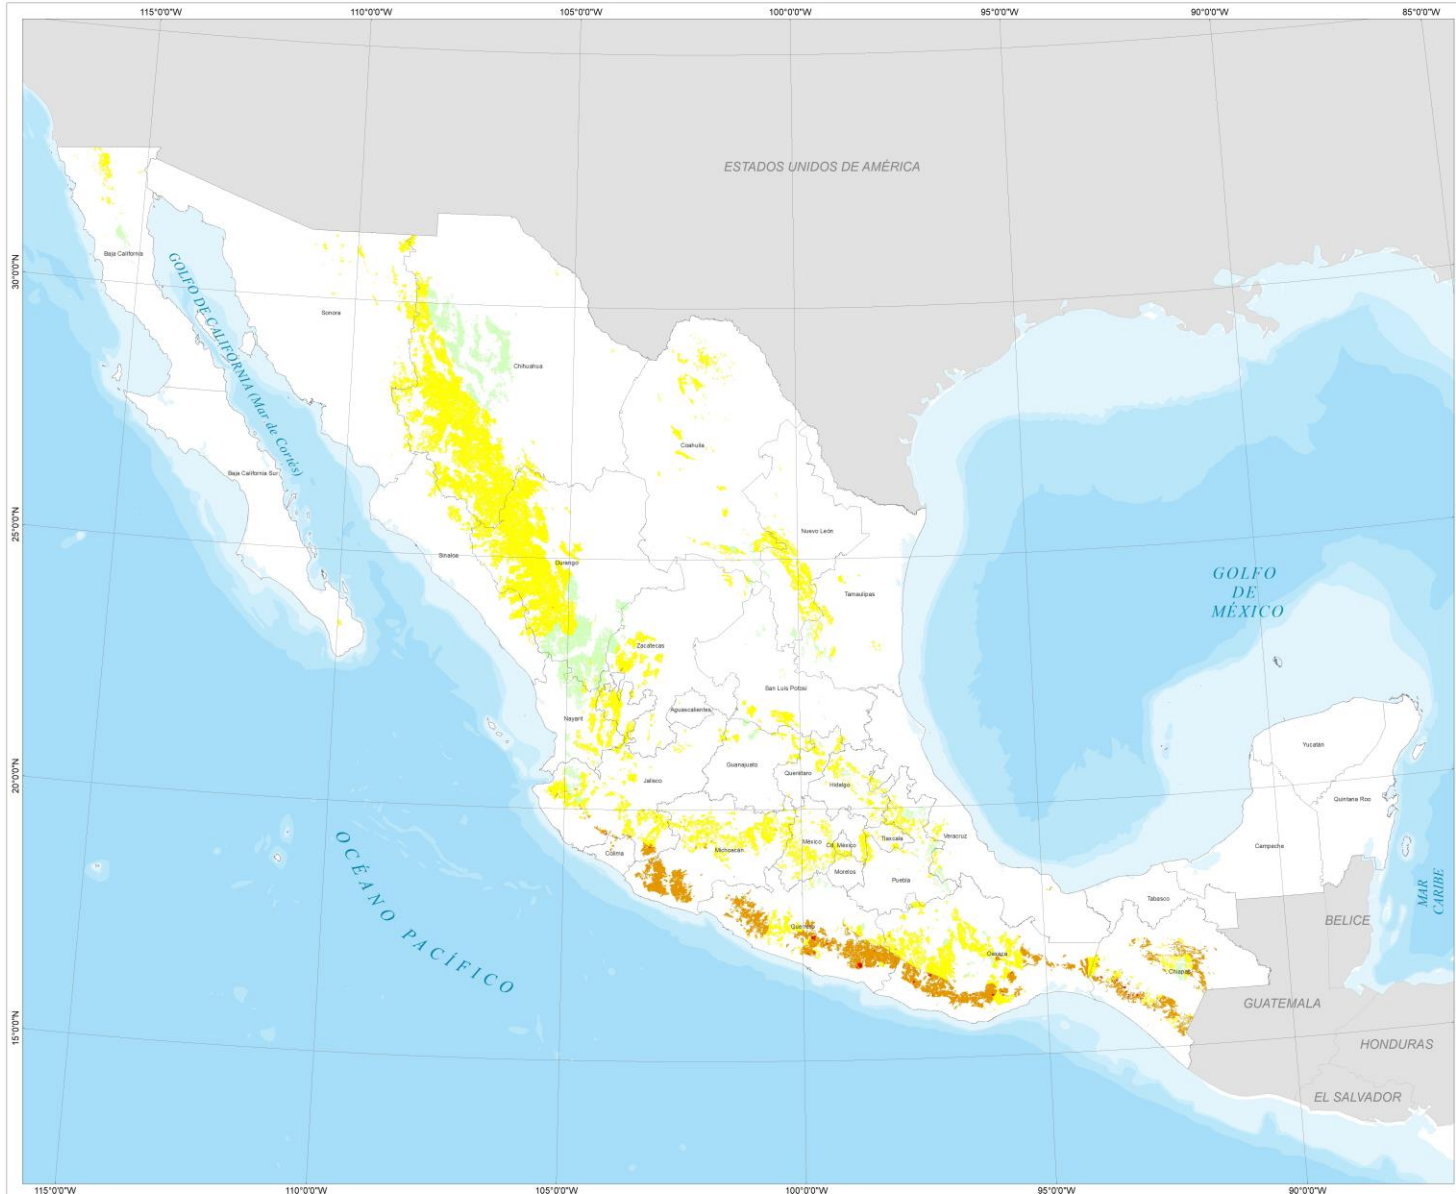 115°0'0"W
110°0'0"W
105°0'0"W
100°0'0"W
95°0'0"W
90°0'0"W
85°0'0"W
ESTADOS UNIDOS DE AMÉRICA
Baja California
30°0'0"N
GOLFO DE CALIFORNIA (Mar de Cortés)
Sonora
Chihuahua
Coahuila
Baja California Sur
25°0'0"N
Nuevo León
Sinaloa
Durango
Tamaulipas
GOLFO
DE
MÉXICO
Zacatecas
San Luis Potosí
Aguascalientes
Nayarit
Yucatán
Guanajuato
Querétaro
Jalisco
Hidalgo
20°0'0"N
Quintana Roo
Veracruz
Tlaxcala
México
Cd. México
Michoacán
Colima
Campeche
Morelos
Puebla
Tabasco
MAR
CARIBE
OCÉANO PACÍFICO
BELICE
Guerrero
Oaxaca
Chiapas
GUATEMALA
15°0'0"N
HONDURAS
EL SALVADOR
115°0'0"W
110°0'0"W
105°0'0"W
100°0'0"W
95°0'0"W
90°0'0"W